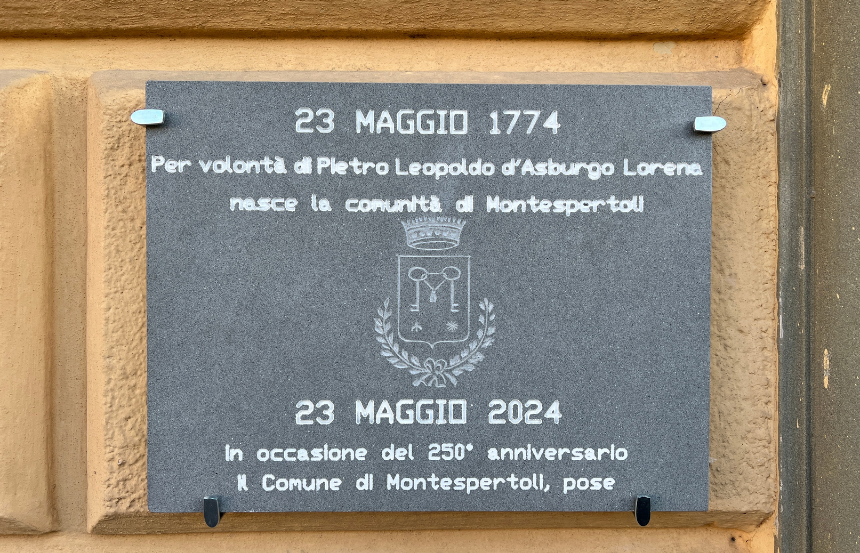 23 MAGGIO 1774
Per volontà di Pietro Leopoldo d'Asburgo Lorena
nasce la comunità di Montespertoli
23 MAGGIO 2024
in occasione del 250° anniversario
il Comune di Montespertoli, pose